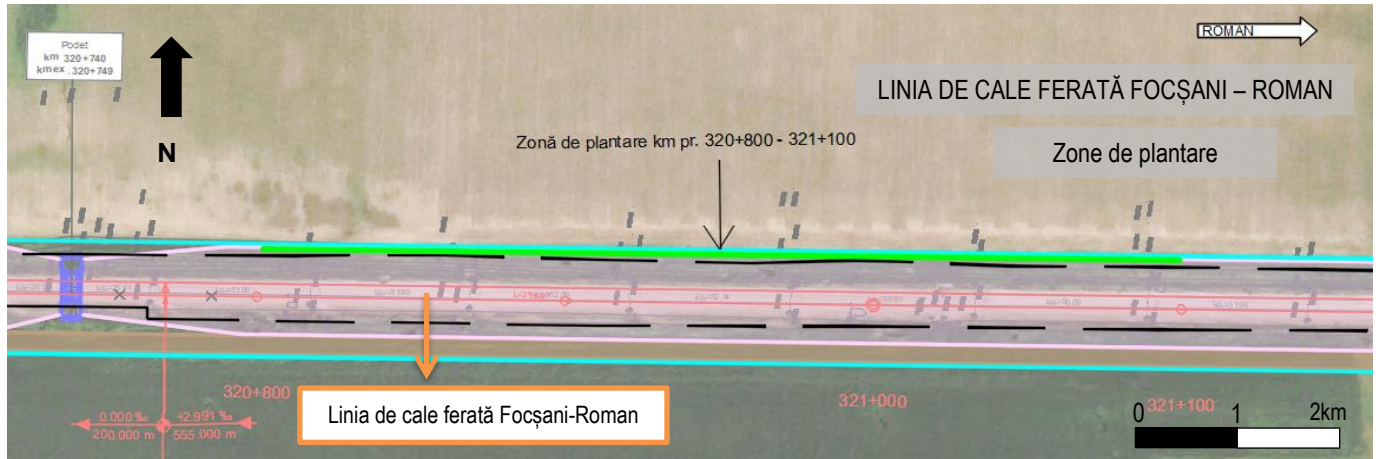 Podet
km 320+740
kmex. 320+749
N
ROMAN
LINIA DE CALE FERATĂ FOCȘANI – ROMAN
Zone de plantare
Zonă de plantare km pr. 320+800 - 321+100
320+800
321+000
321+100
0.000 ‰
+2.991 ‰
200.000 m
555.000 m
Linia de cale ferată Focșani-Roman
0 1 2km